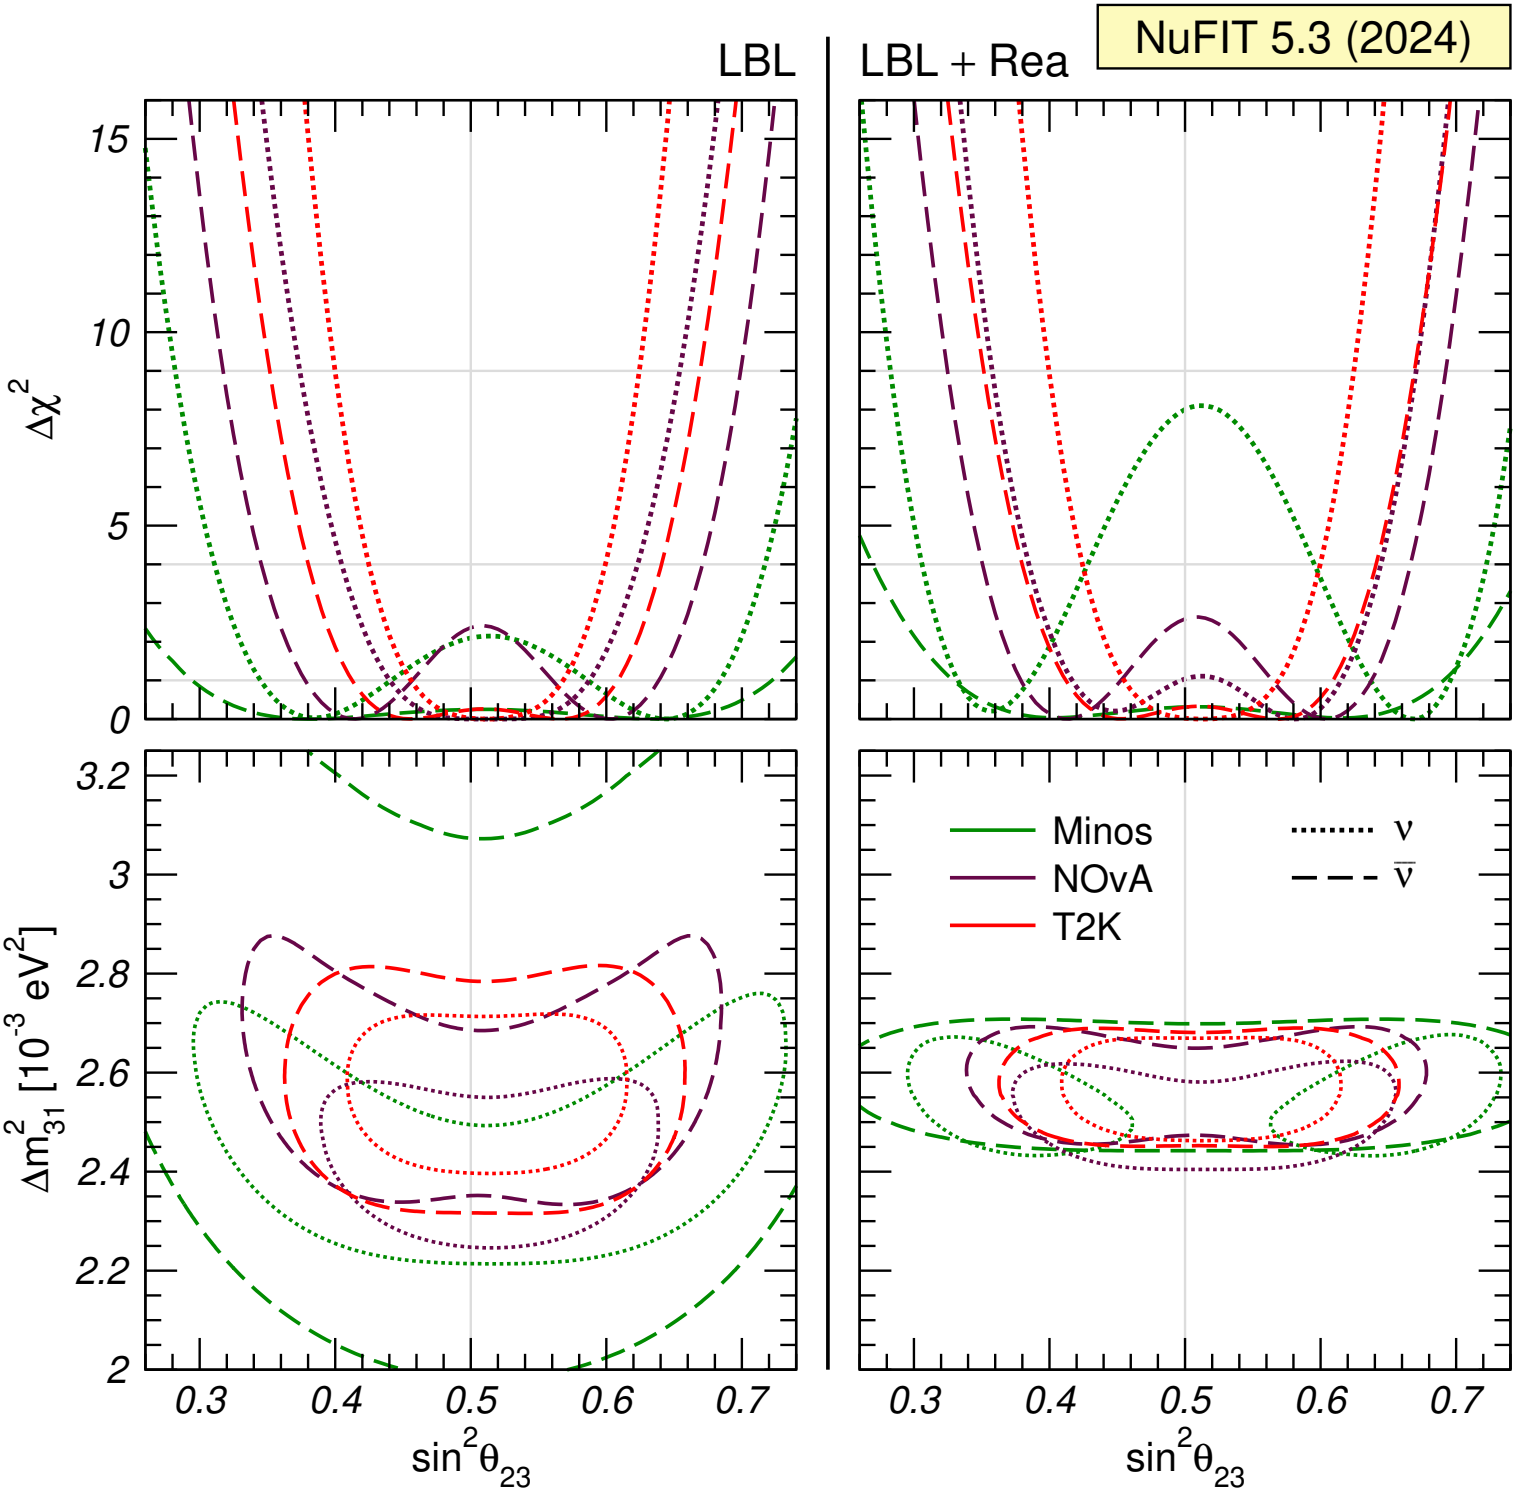 NuFIT 5.3 (2024)
LBL
LBL + Rea
15
10
5
0
Δχ²
3.2
3
2.8
2.6
2.4
2.2
2
Δm²₃₁ [10⁻³ eV²]
Minos
NOvA
T2K
ν
ν̅
0.3 0.4 0.5 0.6 0.7
0.3 0.4 0.5 0.6 0.7
sin²θ₂₃
sin²θ₂₃